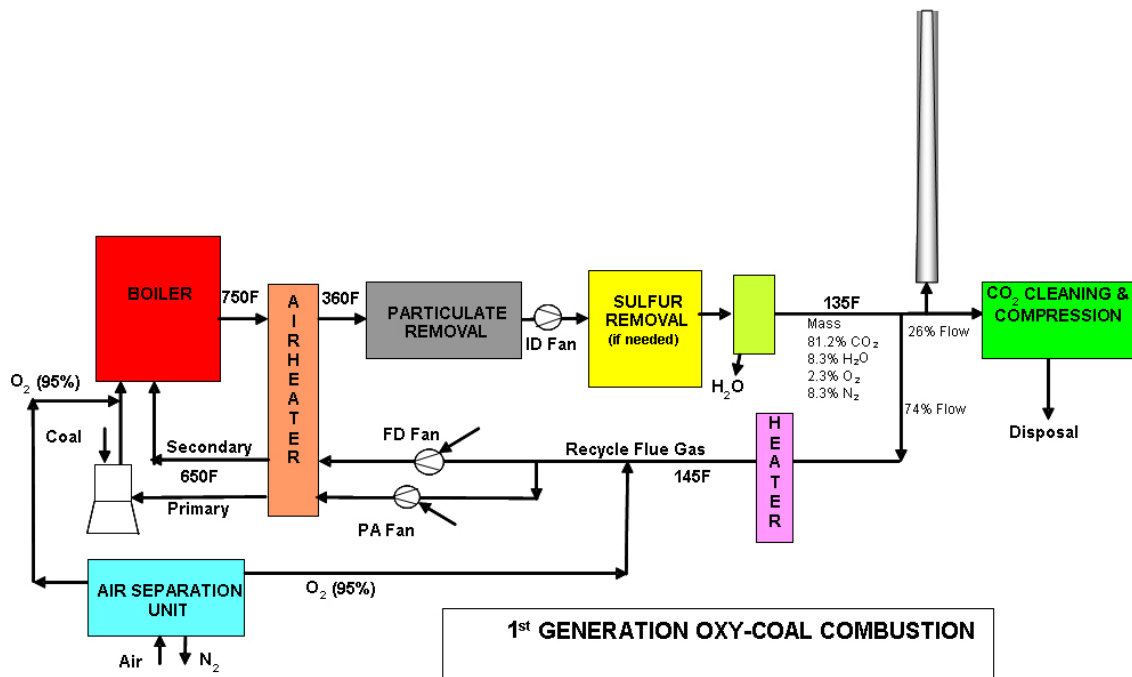 BOILER
750F
AIRHEATER
360F
PARTICULATE
REMOVAL
ID Fan
SULFUR
REMOVAL
(if needed)
H₂O
135F
Mass
81.2% CO₂
8.3% H₂O
2.3% O₂
8.3% N₂
26% Flow
CO₂ CLEANING &
COMPRESSION
74% Flow
Disposal
O₂ (95%)
Coal
Secondary
650F
Primary
FD Fan
PA Fan
Recycle Flue Gas
145F
HEATER
AIR SEPARATION
UNIT
O₂ (95%)
Air
N₂
1st GENERATION OXY-COAL COMBUSTION